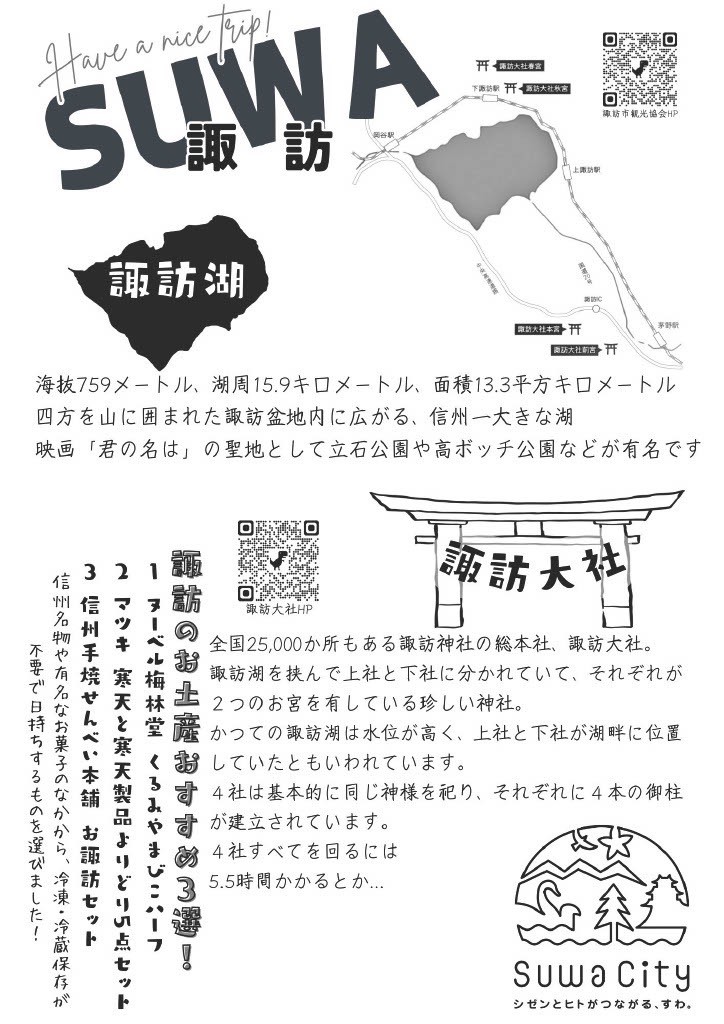 Have a nice trip!
SUWA
諏訪
諏訪大社春宮
下諏訪駅
諏訪大社秋宮
岡谷駅
上諏訪駅
中央高速道路
国道20号
諏訪IC
諏訪大社本宮
茅野駅
諏訪大社前宮
諏訪市観光協会HP
諏訪湖
海抜759メートル、湖周15.9キロメートル、面積13.3平方キロメートル
四方を山に囲まれた諏訪盆地内に広がる、信州一大きな湖
映画「君の名は」の聖地として立石公園や高ボッチ公園などが有名です
諏訪大社
諏訪大社HP
全国25,000か所もある諏訪神社の総本社、諏訪大社。
諏訪湖を挟んで上社と下社に分かれていて、それぞれが
２つのお宮を有している珍しい神社。
かつての諏訪湖は水位が高く、上社と下社が湖畔に位置
していたともいわれています。
４社は基本的に同じ神様を祀り、それぞれに４本の御柱
が建立されています。
４社すべてを回るには
5.5時間かかるとか...
諏訪のお土産おすすめ3選！
1 ヌーベル梅林堂 くるみやまびこハーフ
2 マツキ 寒天と寒天製品よりどり5点セット
3 信州手焼せんべい本舗 お諏訪セット
信州名物や有名なお菓子のなかから、冷凍・冷蔵保存が
不要で日持ちするものを選びました！
Suwa City
シゼンとヒトがつながる、すわ。